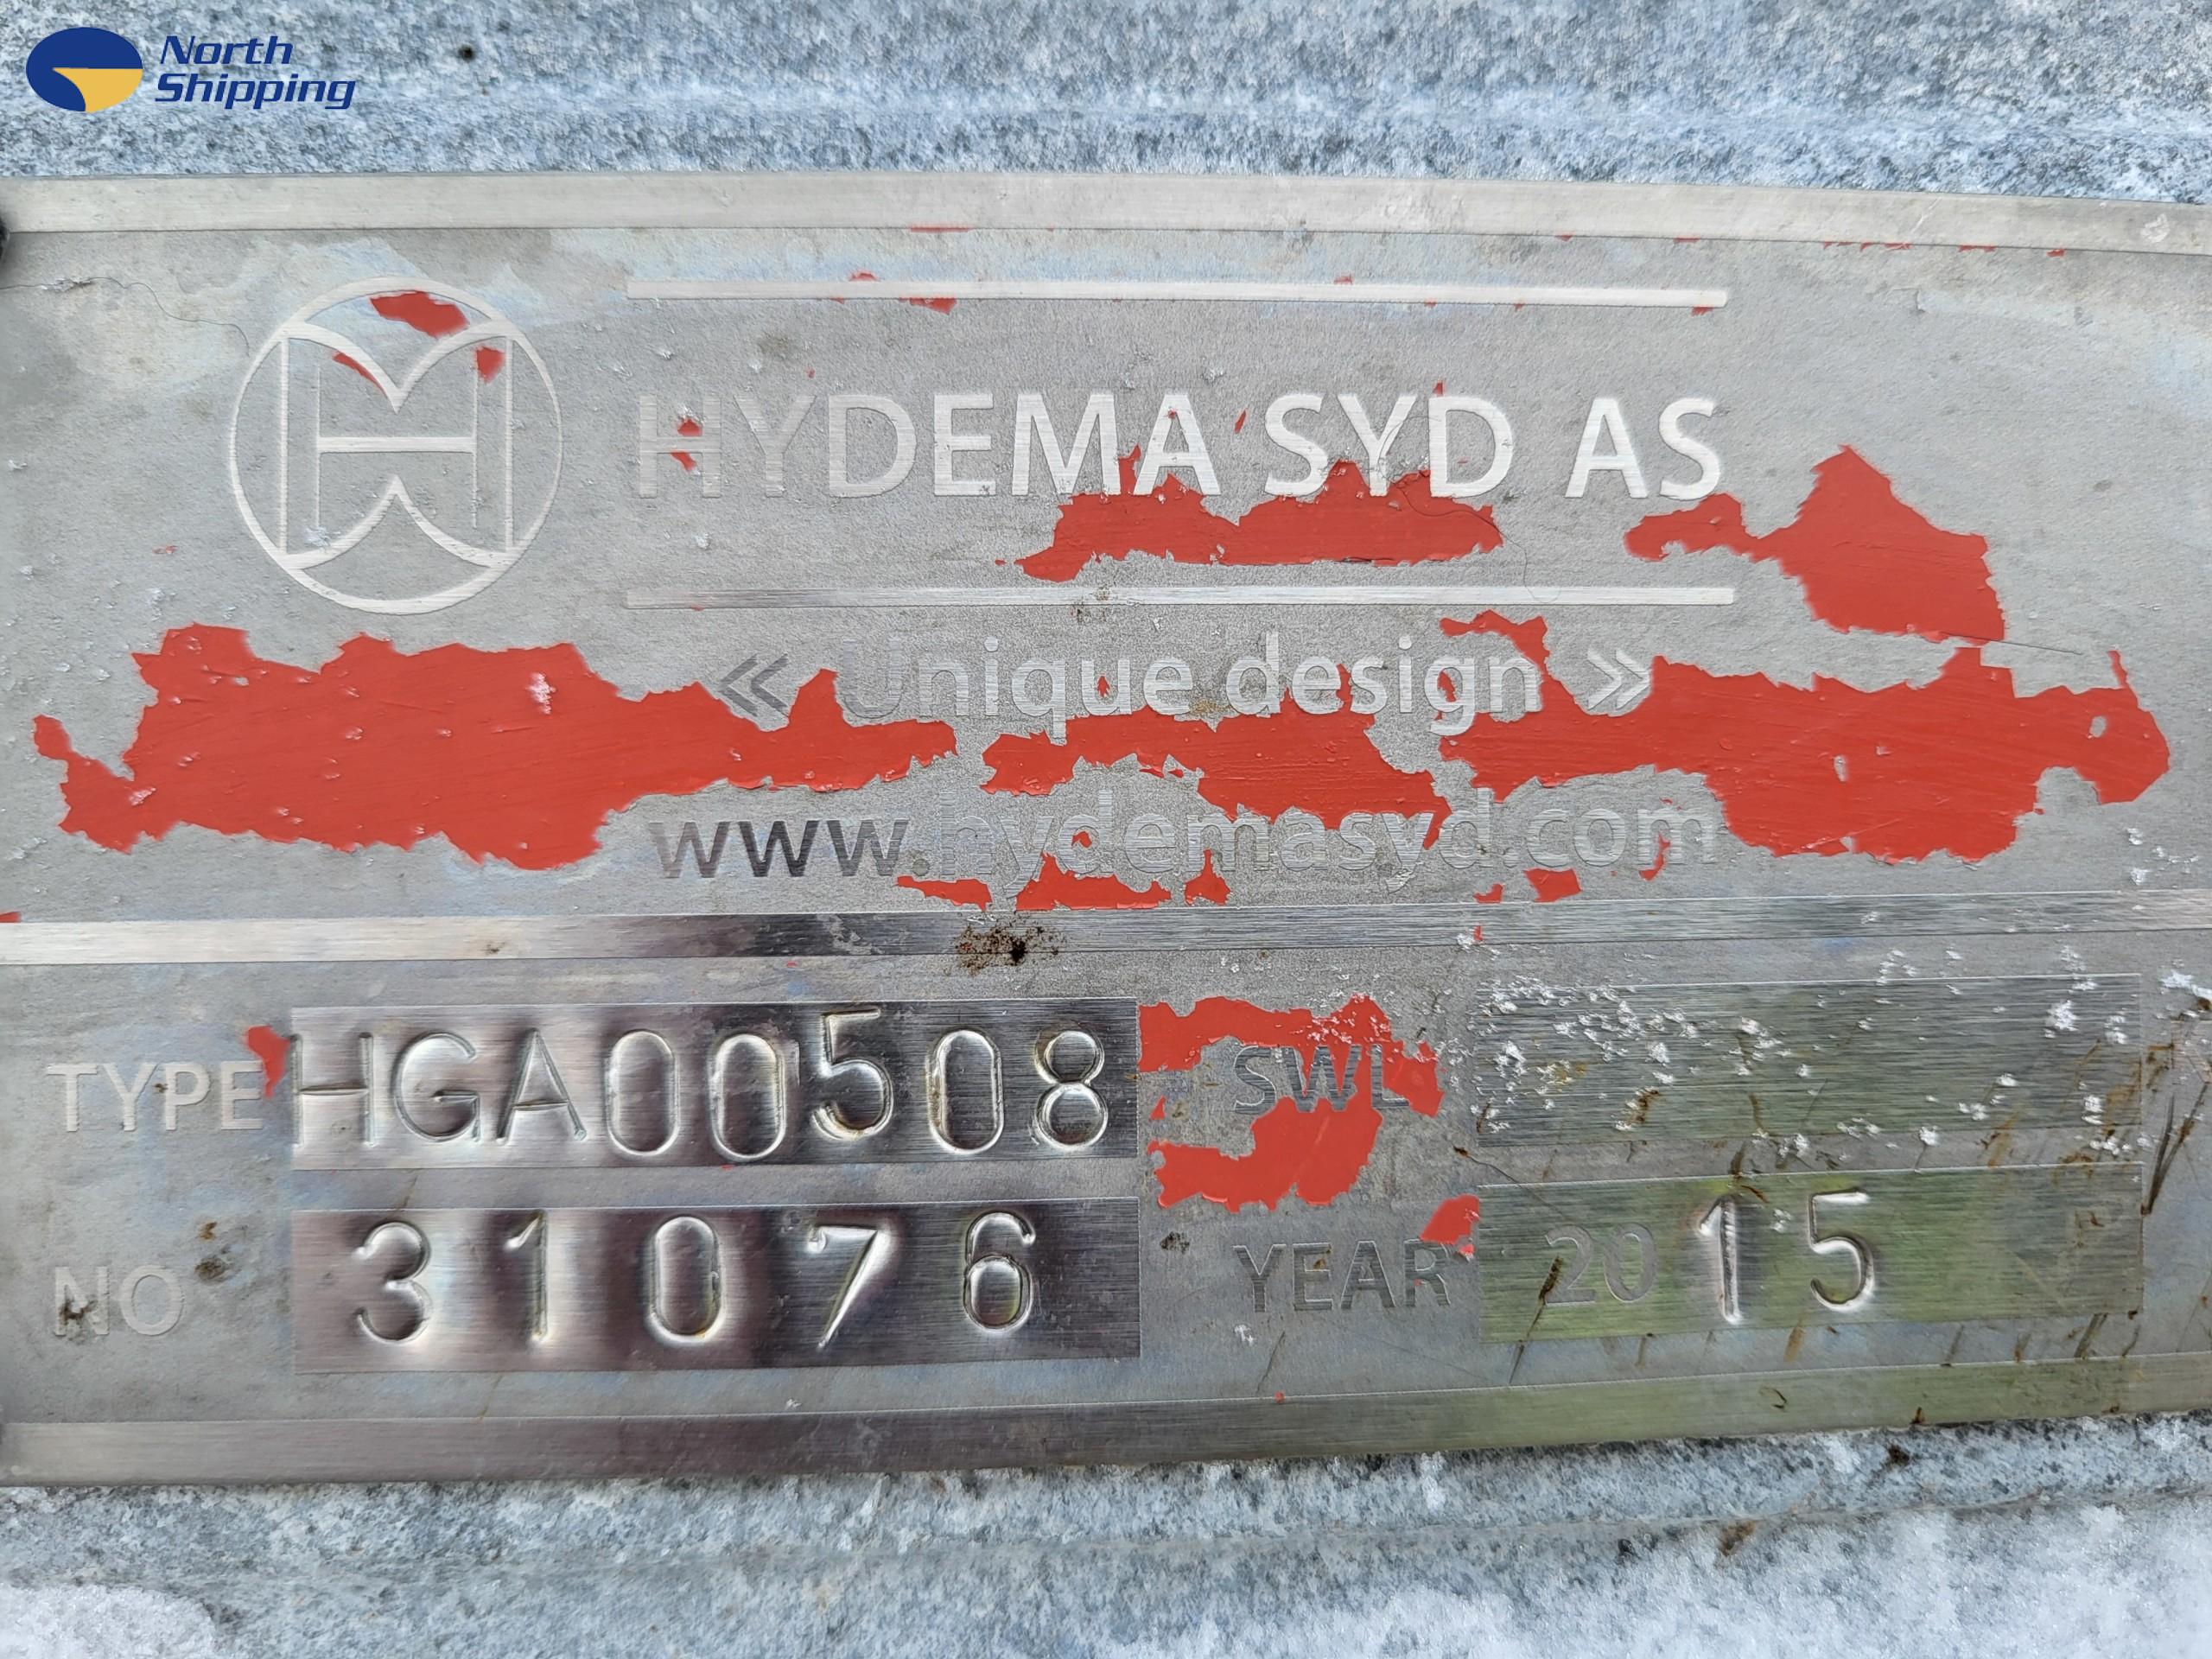 North
Shipping
HYDEMA SYD AS
« Unique design »
www.hydemasyd.com
TYPE HGA00508
SWL
NO 31076
YEAR 2015